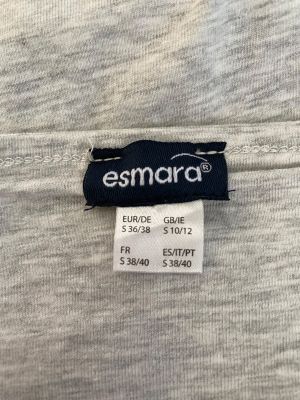 esmara®
EUR/DE GB/IE
S 36/38 S 10/12
FR ES/IT/PT
S 38/40 S 38/40